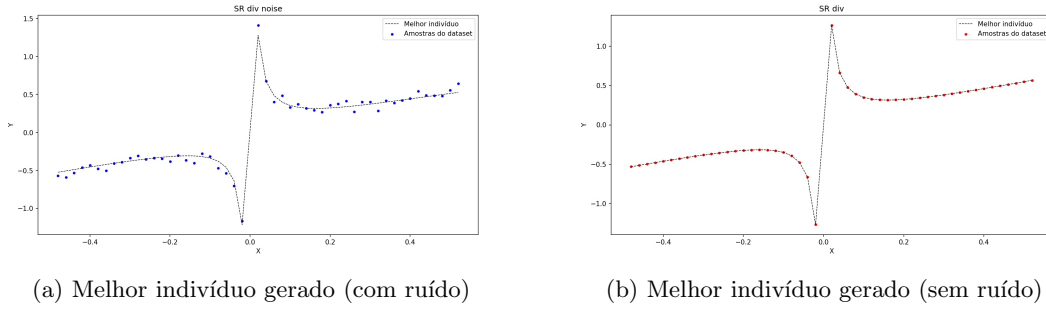 SR div noise
1.5
1.0
0.5
0.0
−0.5
−1.0
Y
−0.4
−0.2
0.0
0.2
0.4
X
Melhor indivíduo
Amostras do dataset
(a) Melhor indivíduo gerado (com ruído)
SR div
1.0
0.5
0.0
−0.5
−1.0
Y
−0.4
−0.2
0.0
0.2
0.4
X
Melhor indivíduo
Amostras do dataset
(b) Melhor indivíduo gerado (sem ruído)